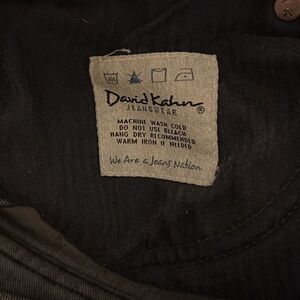 David Kahn®
JEANSWEAR
MACHINE WASH COLD
DO NOT USE BLEACH
HANG DRY RECOMMENDED
WARM IRON IF NEEDED
We Are a Jeans Nation